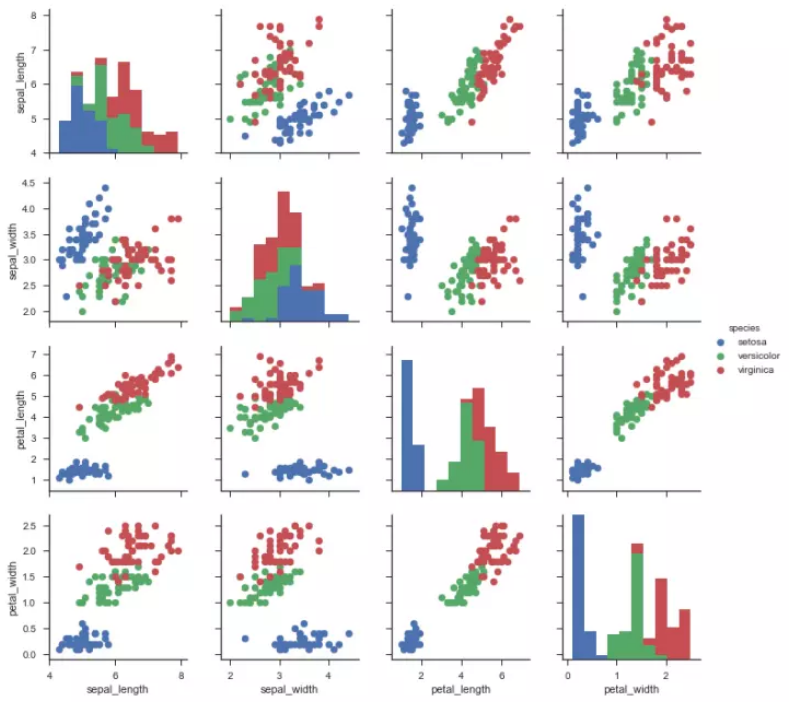 sepal_length
8
7
6
5
4
sepal_width
4.5
4.0
3.5
3.0
2.5
2.0
species
setosa
versicolor
virginica
petal_length
7
6
5
4
3
2
1
petal_width
2.5
2.0
1.5
1.0
0.5
0.0
4 6 8 2 3 4 2 4 6 0 1 2
sepal_length sepal_width petal_length petal_width